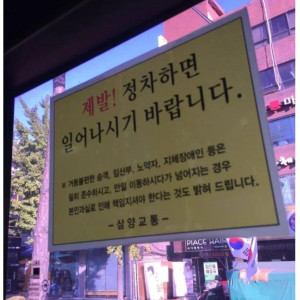 제발! 정차하면
일어나시기 바랍니다.
※ 거동불편한 승객, 임산부, 노약자, 지체장애인 등은
필히 준수하시고, 만일 이동하시다가 넘어지는 경우
본인과실로 인해 책임지셔야 한다는 것도 밝혀 드립니다.
- 삼양교통 -
PIACE HAIR